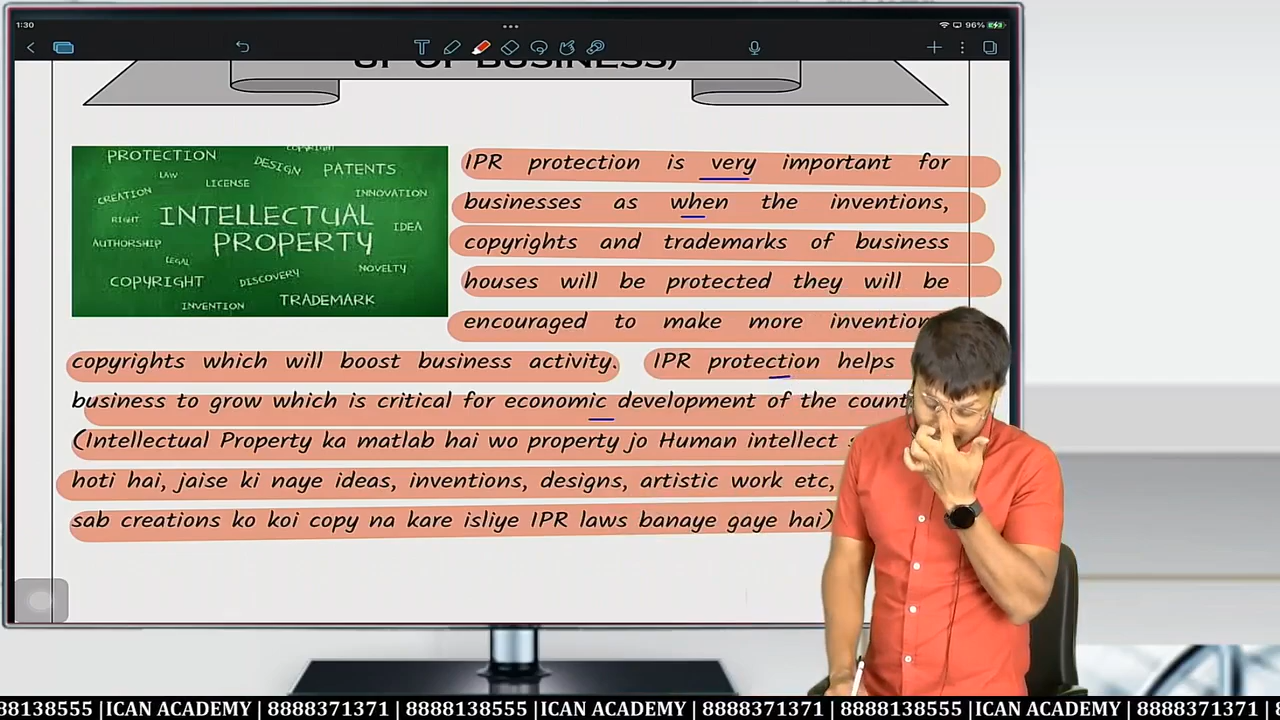 1:30
96%
UP OF BUSINESS)
PROTECTION
COPYRIGHT
LAW
DESIGN
PATENTS
LICENSE
CREATION
INNOVATION
RIGHT
INTELLECTUAL
PROPERTY
IDEA
AUTHORSHIP
LEGAL
NOVELTY
COPYRIGHT
DISCOVERY
INVENTION
TRADEMARK
IPR protection is very important for
businesses as when the inventions,
copyrights and trademarks of business
houses will be protected they will be
encouraged to make more
copyrights which will boost business activity. IPR protection helps
business to grow which is critical for economic development of the
(Intellectual Property ka matlab hai wo property jo Human intellect
hoti hai, jaise ki naye ideas, inventions, designs, artistic work etc,
sab creations ko koi copy na kare isliye IPR laws banaye gaye hai)
88138555 |ICAN ACADEMY | 8888371371 | 8888138555 |ICAN ACADEMY | 8888371371 | 8888138555 |ICAN ACADEMY | 8888371371 |